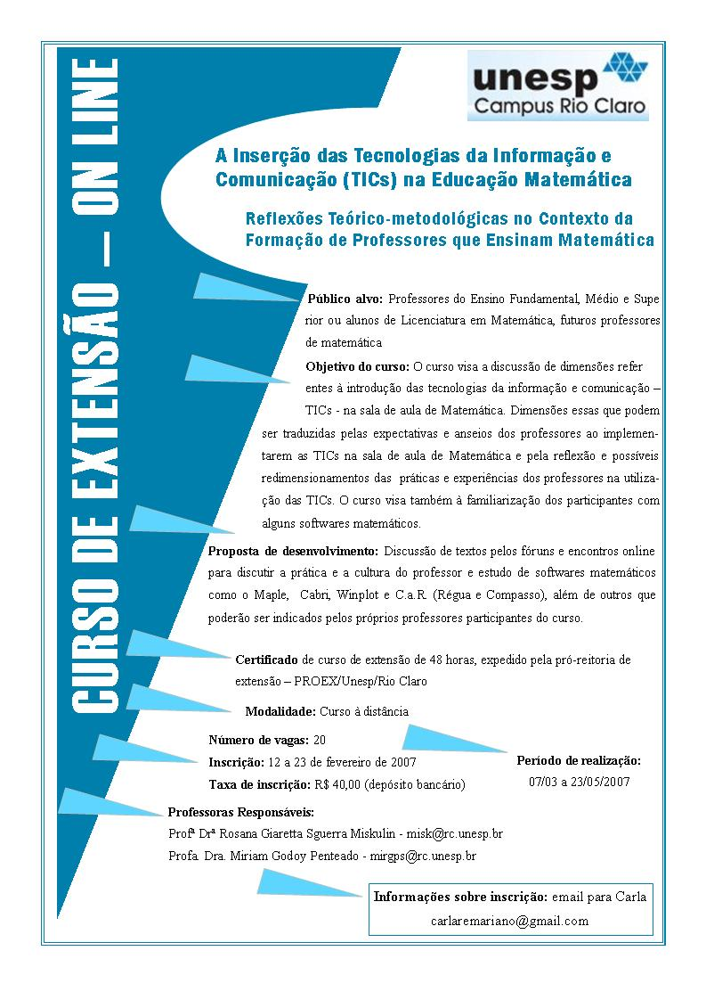 CURSO DE EXTENSÃO – ON LINE
unesp
Campus Rio Claro
A Inserção das Tecnologias da Informação e
Comunicação (TICs) na Educação Matemática
Reflexões Teórico-metodológicas no Contexto da
Formação de Professores que Ensinam Matemática
Público alvo: Professores do Ensino Fundamental, Médio e Supe
rior ou alunos de Licenciatura em Matemática, futuros professores
de matemática
Objetivo do curso: O curso visa a discussão de dimensões refer
entes à introdução das tecnologias da informação e comunicação –
TICs - na sala de aula de Matemática. Dimensões essas que podem
ser traduzidas pelas expectativas e anseios dos professores ao implemen-
tarem as TICs na sala de aula de Matemática e pela reflexão e possíveis
redimensionamentos das práticas e experiências dos professores na utiliza-
ção das TICs. O curso visa também à familiarização dos participantes com
alguns softwares matemáticos.
Proposta de desenvolvimento: Discussão de textos pelos fóruns e encontros online
para discutir a prática e a cultura do professor e estudo de softwares matemáticos
como o Maple, Cabri, Winplot e C.a.R. (Régua e Compasso), além de outros que
poderão ser indicados pelos próprios professores participantes do curso.
Certificado de curso de extensão de 48 horas, expedido pela pró-reitoria de
extensão – PROEX/Unesp/Rio Claro
Modalidade: Curso à distância
Número de vagas: 20
Inscrição: 12 a 23 de fevereiro de 2007
Taxa de inscrição: R$ 40,00 (depósito bancário)
Período de realização:
07/03 a 23/05/2007
Professoras Responsáveis:
Profª Drª Rosana Giaretta Sguerra Miskulin - misk@rc.unesp.br
Profa. Dra. Miriam Godoy Penteado - mirgps@rc.unesp.br
Informações sobre inscrição: email para Carla
carlaremariano@gmail.com